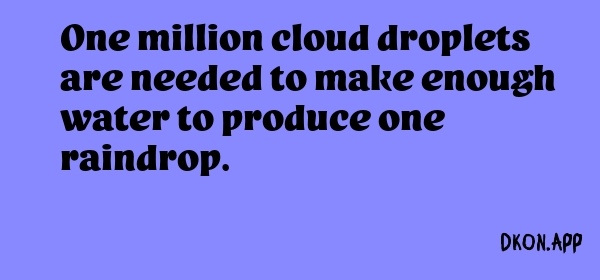 One million cloud droplets
are needed to make enough
water to produce one
raindrop.
DKON.APP